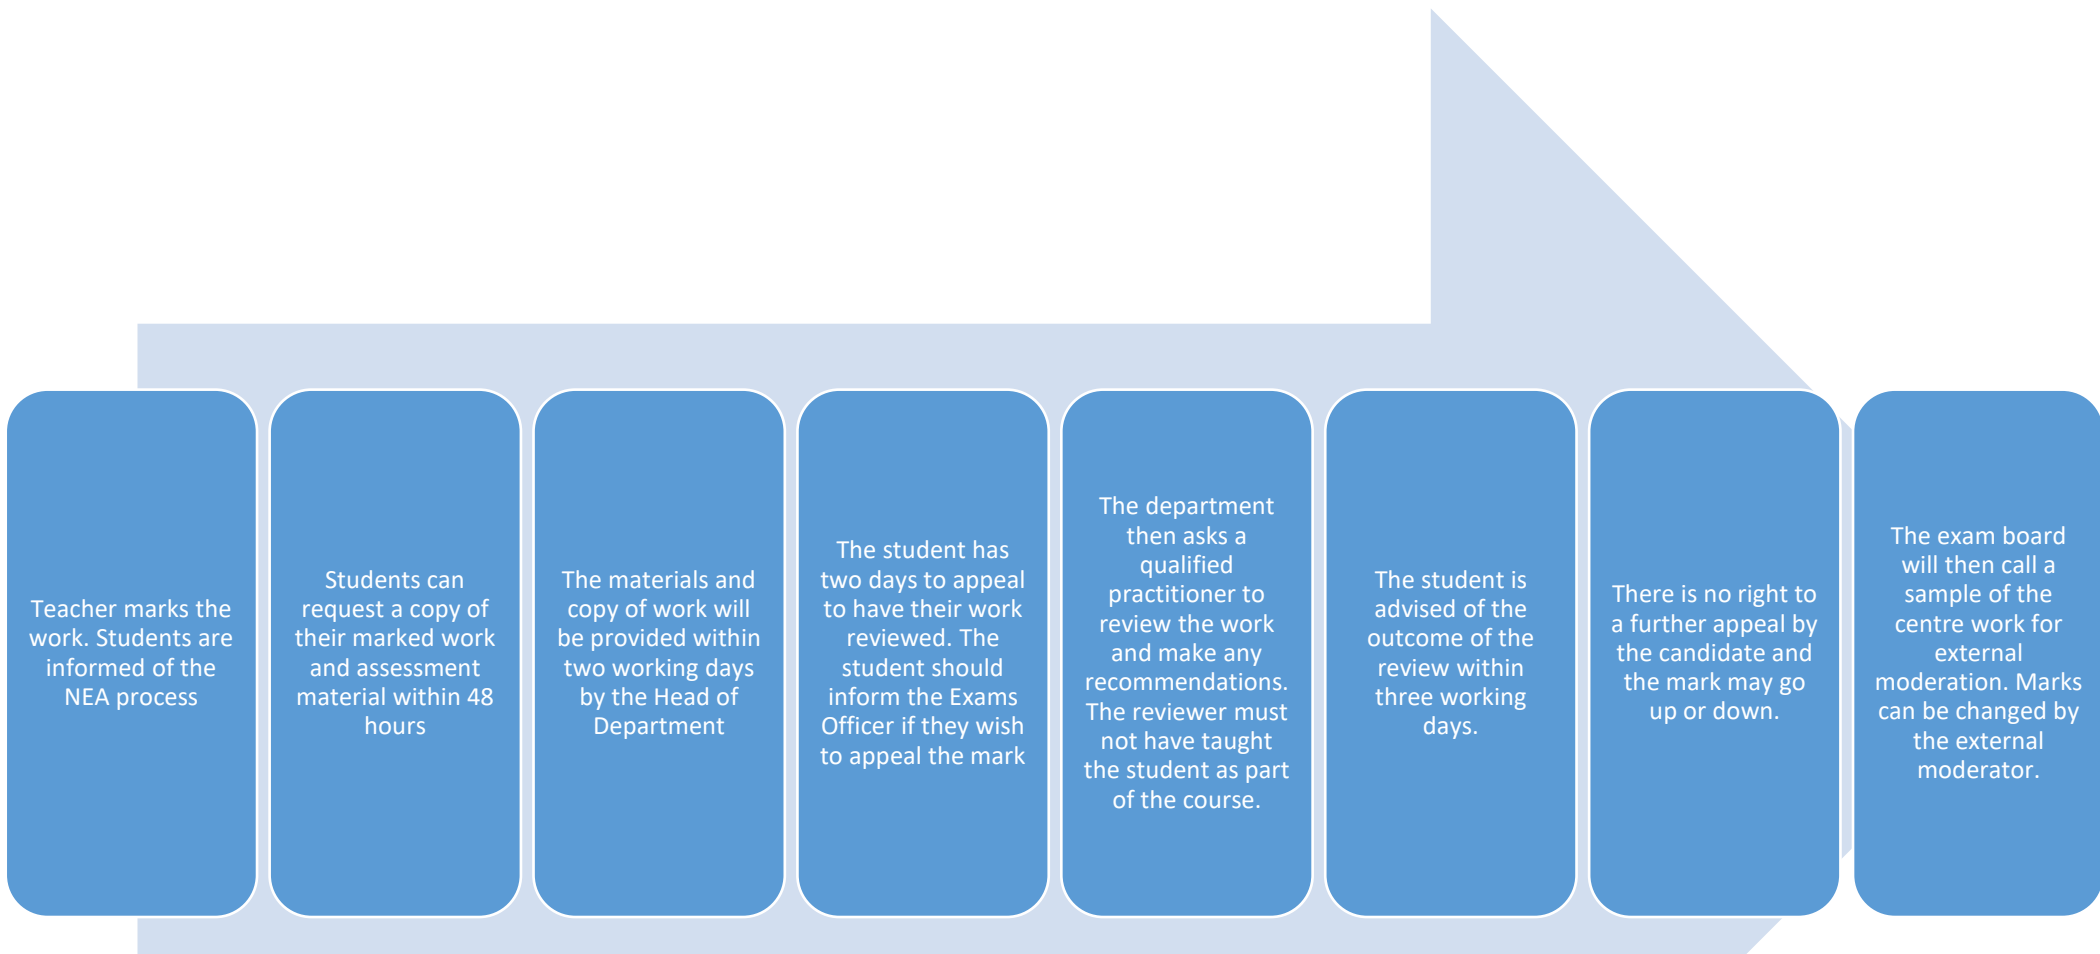 Teacher marks the
work. Students are
informed of the
NEA process
Students can
request a copy of
their marked work
and assessment
material within 48
hours
The materials and
copy of work will
be provided within
two working days
by the Head of
Department
The student has
two days to appeal
to have their work
reviewed. The
student should
inform the Exams
Officer if they wish
to appeal the mark
The department
then asks a
qualified
practitioner to
review the work
and make any
recommendations.
The reviewer must
not have taught
the student as part
of the course.
The student is
advised of the
outcome of the
review within
three working
days.
There is no right to
a further appeal by
the candidate and
the mark may go
up or down.
The exam board
will then call a
sample of the
centre work for
external
moderation. Marks
can be changed by
the external
moderator.